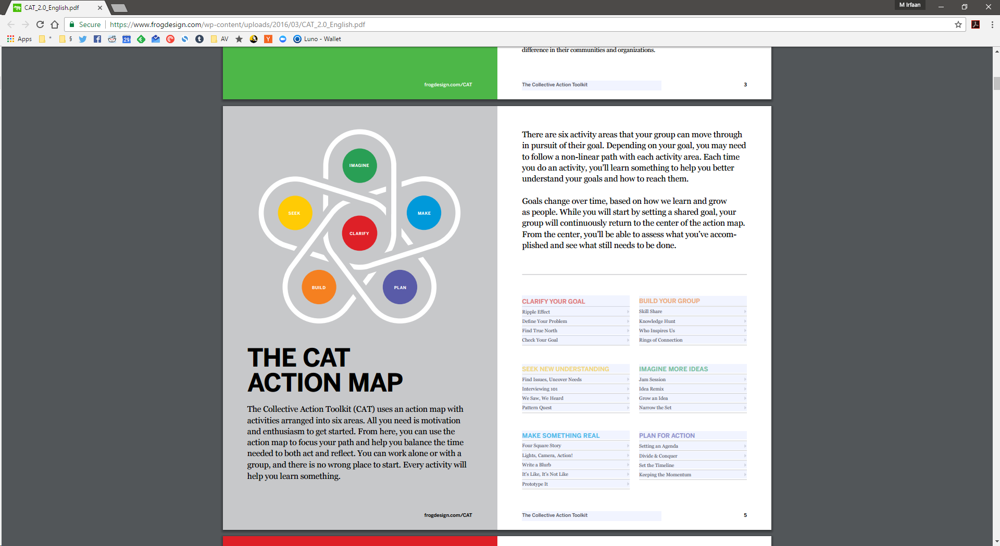 CAT_2.0_English.pdf
M Irfaan
Secure
https://www.frogdesign.com/wp-content/uploads/2016/03/CAT_2.0_English.pdf
Apps
*
§
29
t
AV
Y
Luno - Wallet
difference in their communities and organizations.
frogdesign.com/CAT
The Collective Action Toolkit
3
IMAGINE
SEEK
MAKE
CLARIFY
BUILD
PLAN
THE CAT
ACTION MAP
The Collective Action Toolkit (CAT) uses an action map with
activities arranged into six areas. All you need is motivation
and enthusiasm to get started. From here, you can use the
action map to focus your path and help you balance the time
needed to both act and reflect. You can work alone or with a
group, and there is no wrong place to start. Every activity will
help you learn something.
frogdesign.com/CAT
There are six activity areas that your group can move through
in pursuit of their goal. Depending on your goal, you may need
to follow a non-linear path with each activity area. Each time
you do an activity, you’ll learn something to help you better
understand your goals and how to reach them.
Goals change over time, based on how we learn and grow
as people. While you will start by setting a shared goal, your
group will continuously return to the center of the action map.
From the center, you’ll be able to assess what you’ve accom-
plished and see what still needs to be done.
CLARIFY YOUR GOAL
Ripple Effect
Define Your Problem
Find True North
Check Your Goal
BUILD YOUR GROUP
Skill Share
Knowledge Hunt
Who Inspires Us
Rings of Connection
SEEK NEW UNDERSTANDING
Find Issues, Uncover Needs
Interviewing 101
We Saw, We Heard
Pattern Quest
IMAGINE MORE IDEAS
Jam Session
Idea Remix
Grow an Idea
Narrow the Set
MAKE SOMETHING REAL
Four Square Story
Lights, Camera, Action!
Write a Blurb
It’s Like, It’s Not Like
Prototype It
PLAN FOR ACTION
Setting an Agenda
Divide & Conquer
Set the Timeline
Keeping the Momentum
The Collective Action Toolkit
5